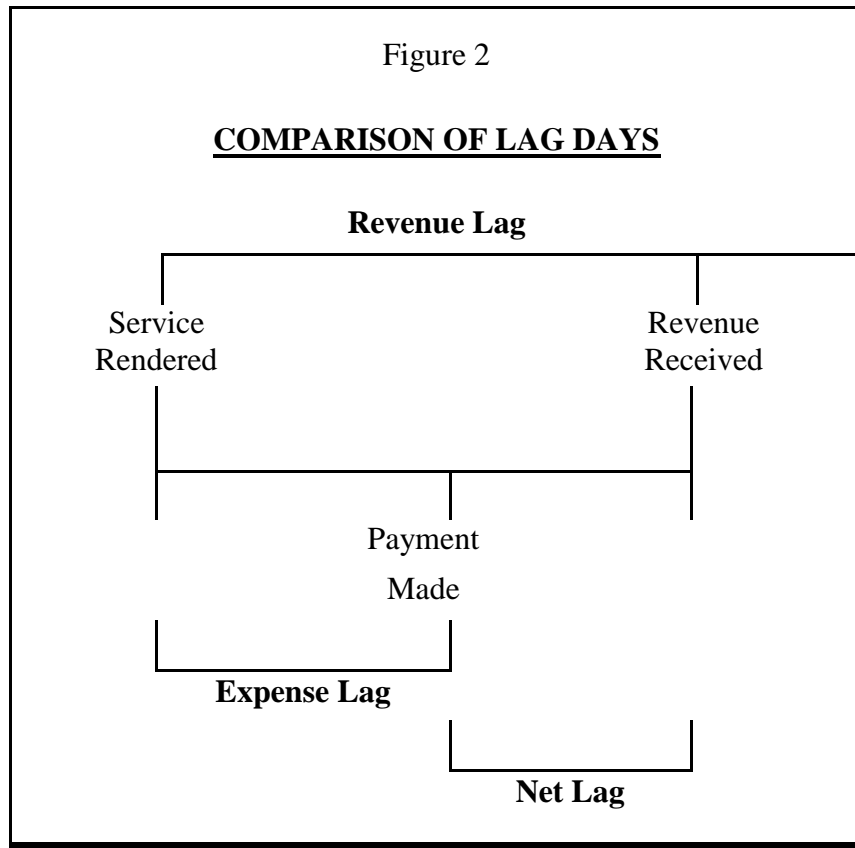 Figure 2
COMPARISON OF LAG DAYS
Revenue Lag
Service
Rendered
Revenue
Received
Payment
Made
Expense Lag
Net Lag